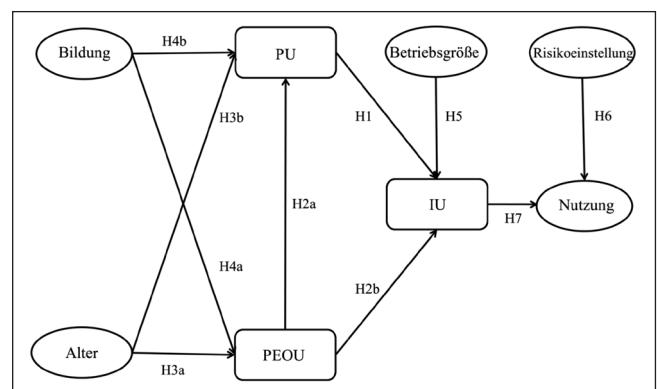 Bildung
H4b
PU
Betriebsgröße
Risikoeinstellung
H3b
H1
H5
H6
H2a
IU
H7
Nutzung
H4a
H2b
Alter
H3a
PEOU